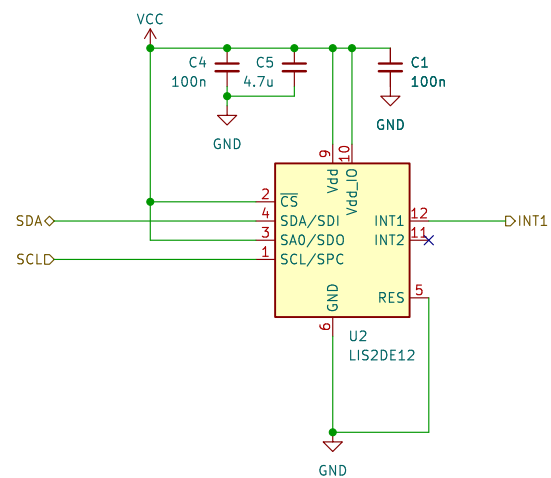 VCC
C4
100n
C5
4.7u
C1
100n
GND
GND
9
10
Vdd
Vdd_IO
2
CS
SDA
4
SDA/SDI
INT1
12
INT1
3
SA0/SDO
INT2
11
SCL
1
SCL/SPC
GND
RES
5
6
U2
LIS2DE12
GND